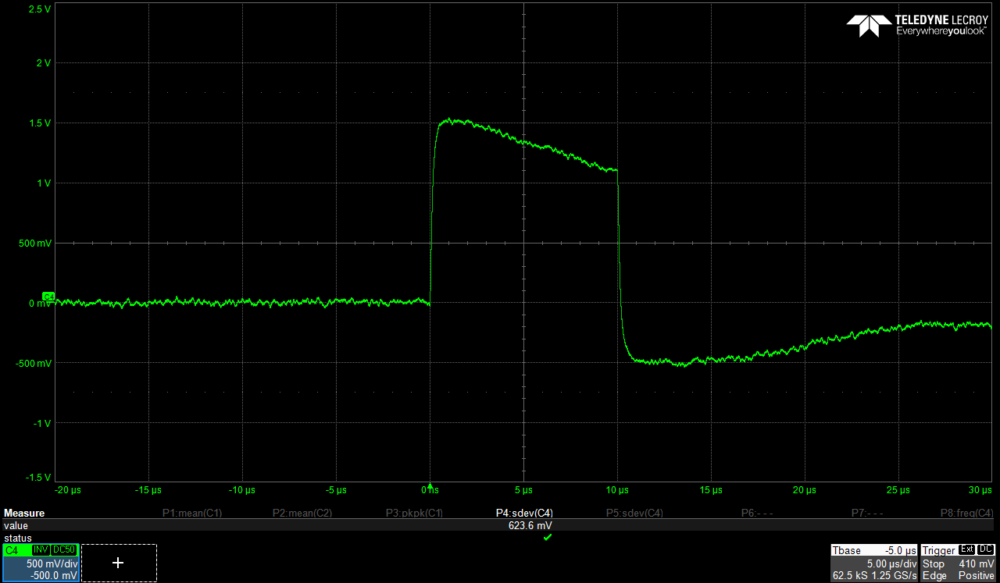 2.5 V
TELEDYNE LECROY
Everywhereyoulook™
2 V
1.5 V
1 V
500 mV
C4
0 mV
-500 mV
-1 V
-1.5 V
-20 µs -15 µs -10 µs -5 µs 0 ns 5 µs 10 µs 15 µs 20 µs 25 µs 30 µs
Measure P1:mean(C1) P2:mean(C2) P3:pkpk(C1) P4:sdev(C4) P5:sdev(C4) P6:- - - P7:- - - P8:freq(C4)
value 623.6 mV
status ✓
C4 INV DC50
500 mV/div
-500.0 mV
+
Tbase -5.0 µs
5.00 µs/div
62.5 kS 1.25 GS/s
Trigger Ext DC
Stop 410 mV
Edge Positive